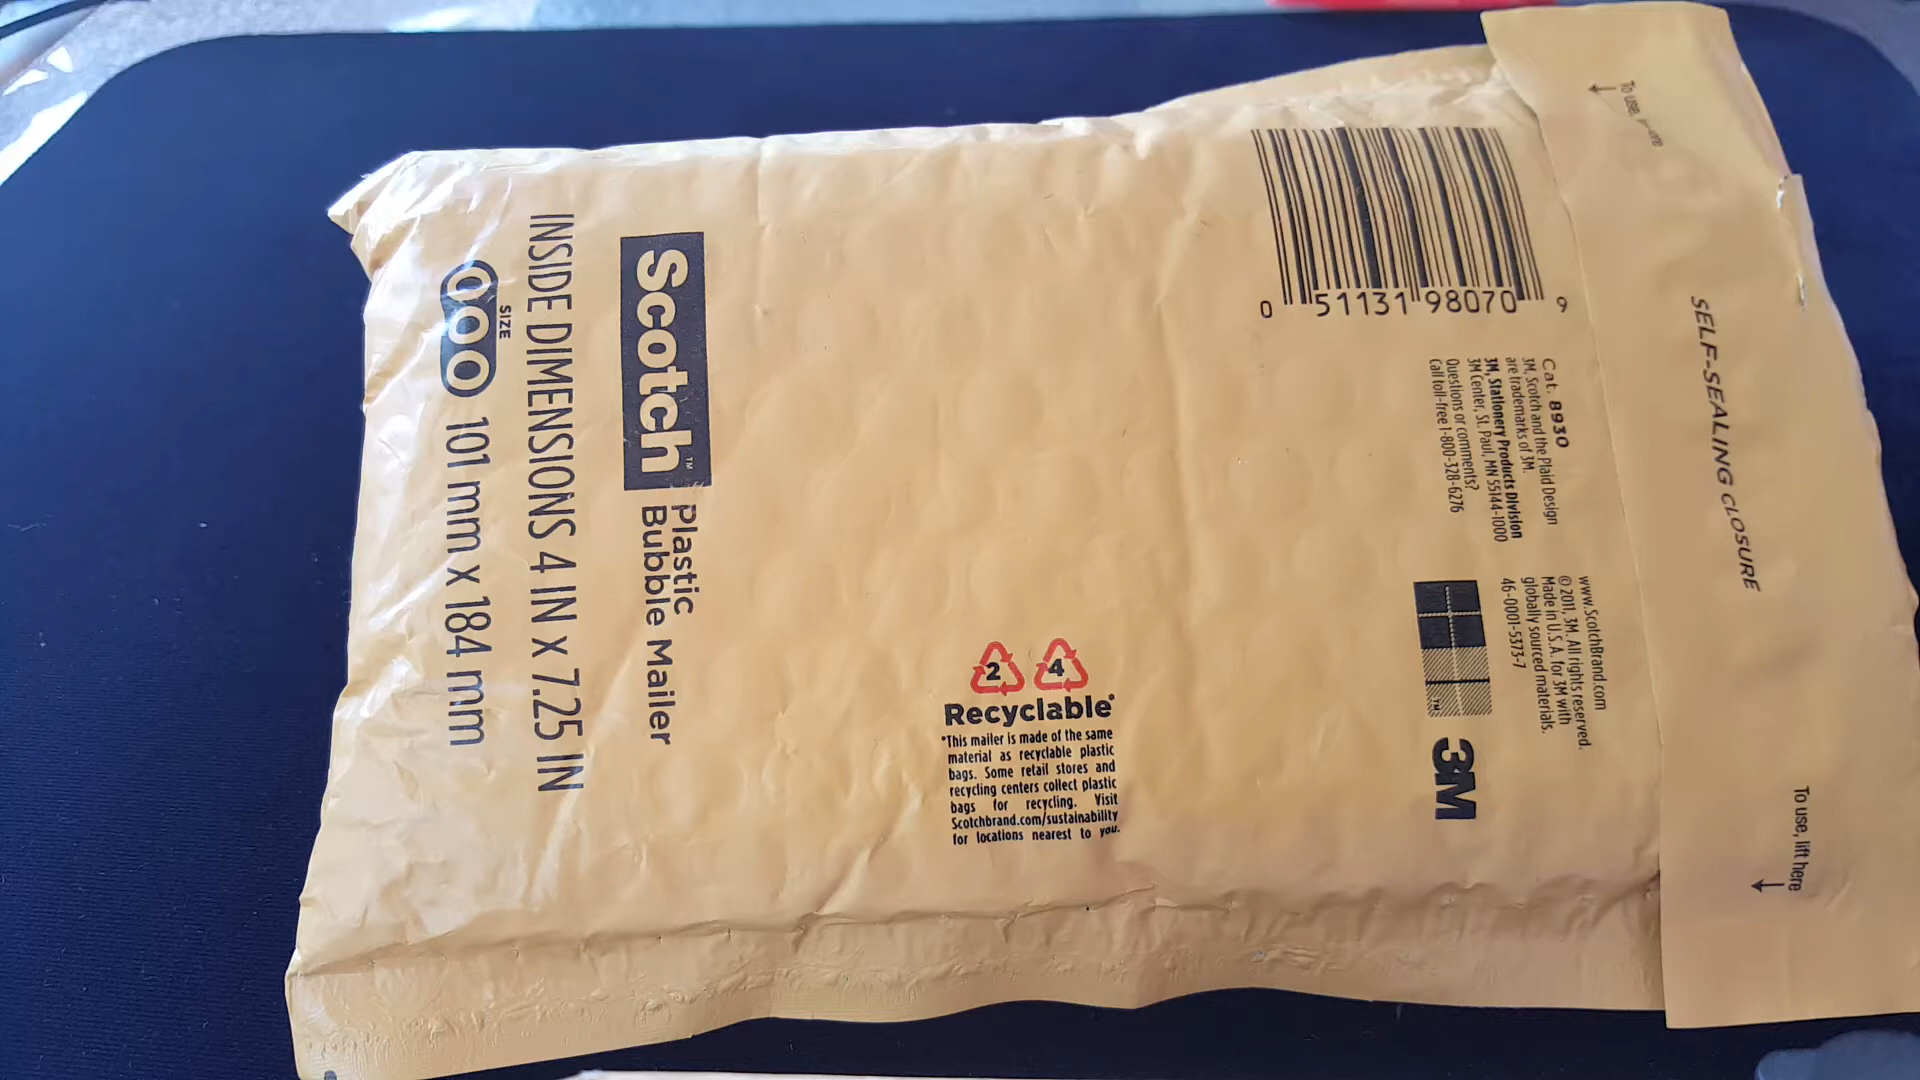 SELF-SEALING CLOSURE
To use,
To use, lift here
0 51131 98070 9
Cat. 8930
3M, Scotch and the Plaid Design
are trademarks of 3M.
3M, Stationery Products Division
3M Center, St. Paul, MN 55144-1000
Questions or comments?
Call toll-free 1-800-328-6276
www.ScotchBrand.com
©2011, 3M. All rights reserved.
Made in U.S.A. for 3M with
globally sourced materials.
46-0001-5373-7
TM
3M
2 4
Recyclable*
*This mailer is made of the same
material as recyclable plastic
bags. Some retail stores and
recycling centers collect plastic
bags for recycling. Visit
Scotchbrand.com/sustainability
for locations nearest to you.
Scotch™
Plastic
Bubble Mailer
INSIDE DIMENSIONS 4 IN x 7.25 IN
SIZE
000 101 mm x 184 mm